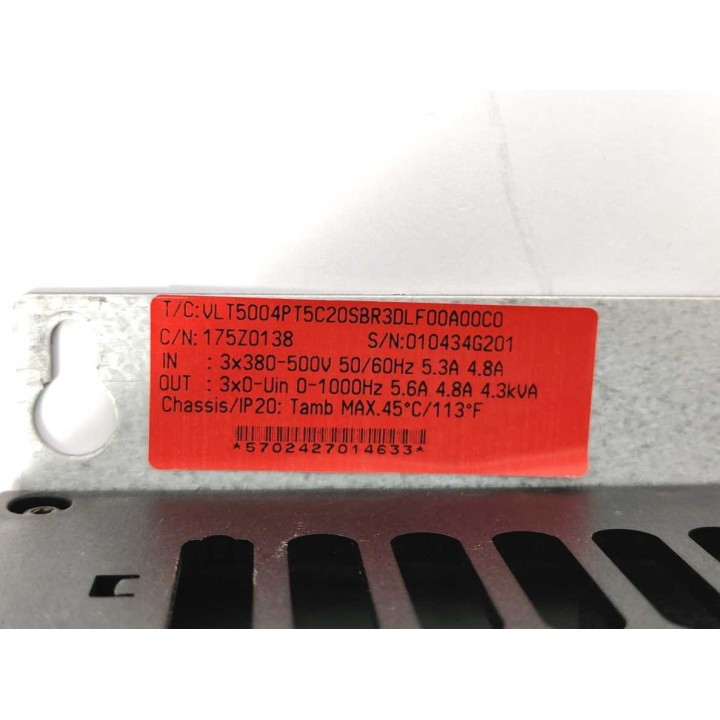 T/C:VLT5004PT5C20SBR3DLF00A00C0
C/N:175Z0138 S/N:010434G201
IN : 3x380-500V 50/60Hz 5.3A 4.8A
OUT : 3x0-Uin 0-1000Hz 5.6A 4.8A 4.3kVA
Chassis/IP20: Tamb MAX.45°C/113°F
*5702427014633*